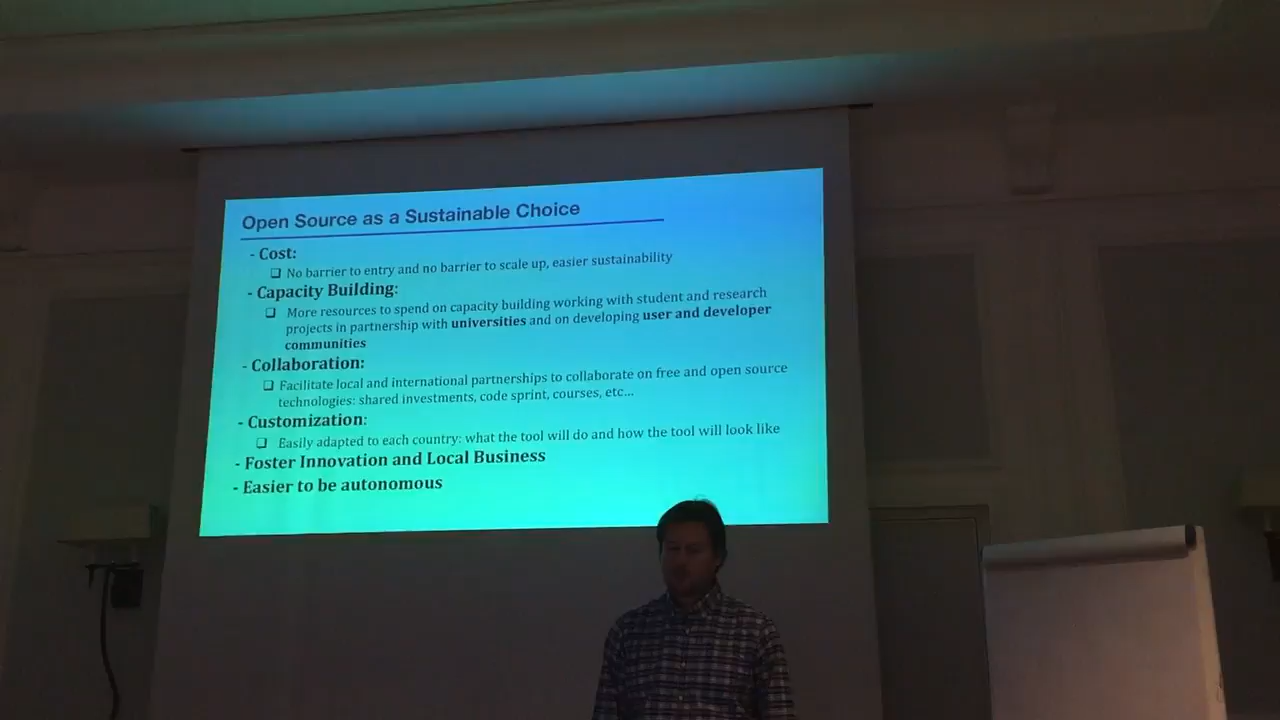 Open Source as a Sustainable Choice
- Cost:
❑ No barrier to entry and no barrier to scale up, easier sustainability
- Capacity Building:
❑ More resources to spend on capacity building working with student and research
projects in partnership with universities and on developing user and developer
communities
- Collaboration:
❑ Facilitate local and international partnerships to collaborate on free and open source
technologies: shared investments, code sprint, courses, etc...
- Customization:
❑ Easily adapted to each country: what the tool will do and how the tool will look like
- Foster Innovation and Local Business
- Easier to be autonomous